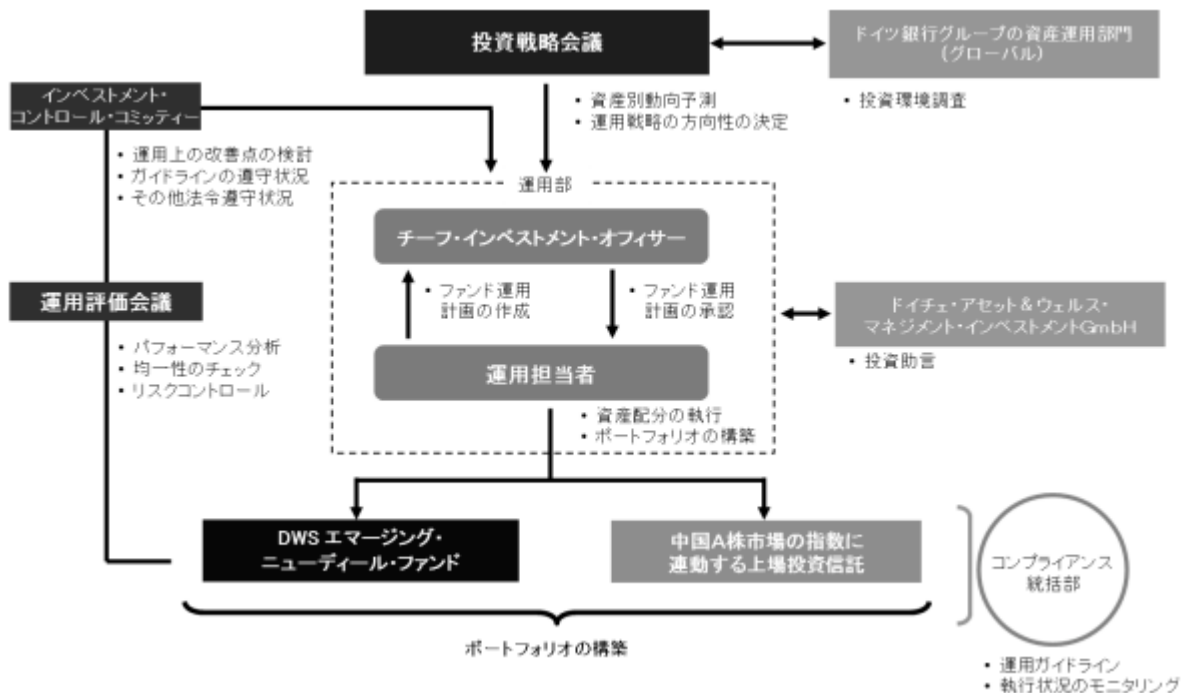 投資戦略会議
ドイツ銀行グループの資産運用部門
(グローバル)
• 資産別動向予測
• 運用戦略の方向性の決定
• 投資環境調査
インベストメント・
コントロール・コミッティー
• 運用上の改善点の検討
• ガイドラインの遵守状況
• その他法令遵守状況
運用部
チーフ・インベストメント・オフィサー
• ファンド運用
計画の作成
• ファンド運用
計画の承認
運用評価会議
• パフォーマンス分析
• 均一性のチェック
• リスクコントロール
ドイチェ・アセット&ウェルス・
マネジメント・インベストメントGmbH
• 投資助言
運用担当者
• 資産配分の執行
• ポートフォリオの構築
DWS エマージング・
ニューディール・ファンド
中国A株市場の指数に
連動する上場投資信託
コンプライアンス
統括部
ポートフォリオの構築
• 運用ガイドライン
• 執行状況のモニタリング